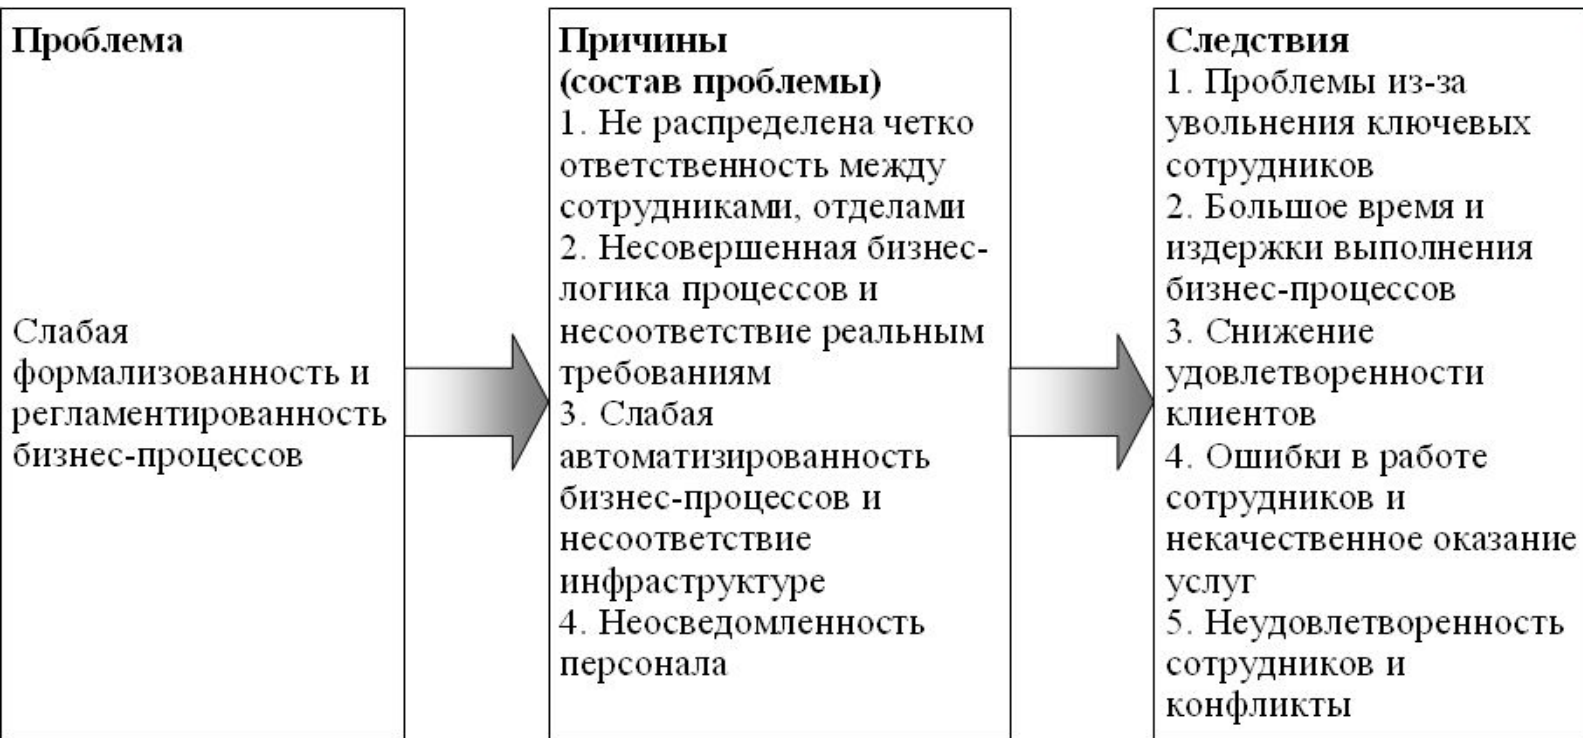 Проблема
Слабая
формализованность и
регламентированность
бизнес-процессов
Причины
(состав проблемы)
1. Не распределена четко
ответственность между
сотрудниками, отделами
2. Несовершенная бизнес-
логика процессов и
несоответствие реальным
требованиям
3. Слабая
автоматизированность
бизнес-процессов и
несоответствие
инфраструктуре
4. Неосведомленность
персонала
Следствия
1. Проблемы из-за
увольнения ключевых
сотрудников
2. Большое время и
издержки выполнения
бизнес-процессов
3. Снижение
удовлетворенности
клиентов
4. Ошибки в работе
сотрудников и
некачественное оказание
услуг
5. Неудовлетворенность
сотрудников и
конфликты